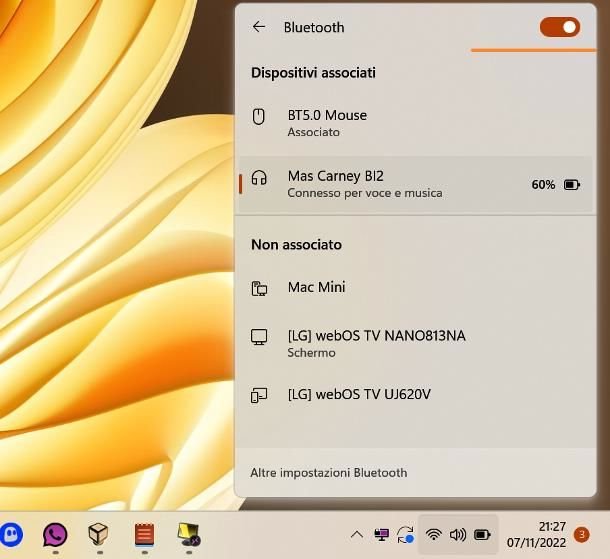 Bluetooth
Dispositivi associati
BT5.0 Mouse
Associato
Mas Carney BI2
Connesso per voce e musica
60%
Non associato
Mac Mini
[LG] webOS TV NANO813NA
Schermo
[LG] webOS TV UJ620V
Altre impostazioni Bluetooth
21:27
07/11/2022
3